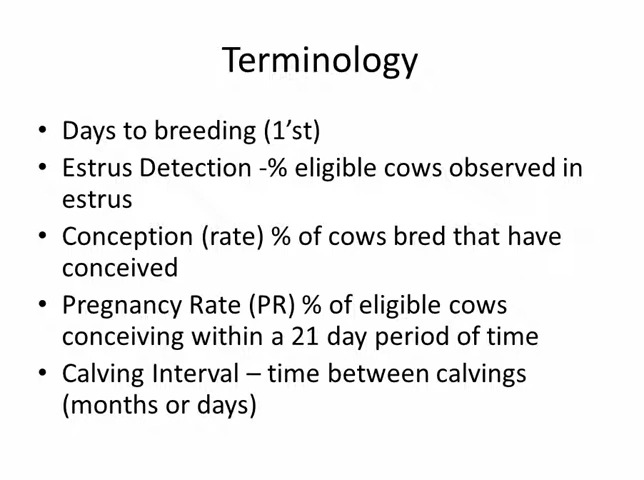 Terminology
• Days to breeding (1'st)
• Estrus Detection -% eligible cows observed in
estrus
• Conception (rate) % of cows bred that have
conceived
• Pregnancy Rate (PR) % of eligible cows
conceiving within a 21 day period of time
• Calving Interval – time between calvings
(months or days)